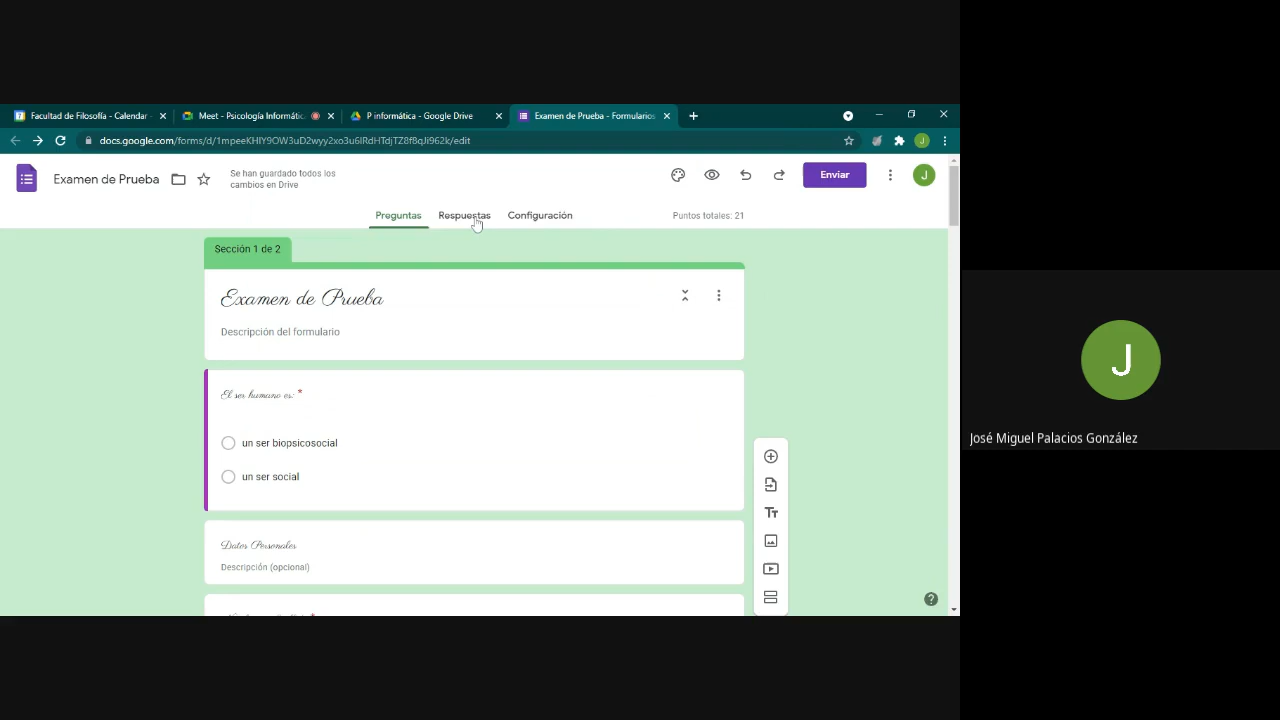 Facultad de Filosofía - Calendar
Meet - Psicología Informátic
P informática - Google Drive
Examen de Prueba - Formularios
docs.google.com/forms/d/1mpeeKHIY9OW3uD2wyy2xo3u6lRdHTdjTZ8f8qJi962k/edit
J
Examen de Prueba
Se han guardado todos los
cambios en Drive
Enviar
J
Preguntas
Respuestas
Configuración
Puntos totales: 21
Sección 1 de 2
Examen de Prueba
Descripción del formulario
El ser humano es: *
un ser biopsicosocial
un ser social
Datos Personales
Descripción (opcional)
Tт
J
José Miguel Palacios González